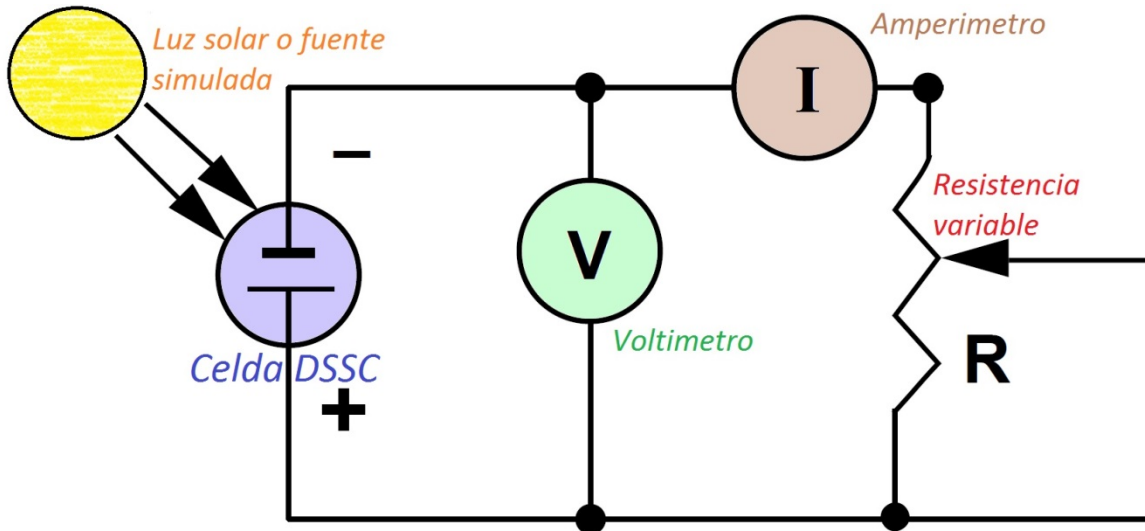 Luz solar o fuente
simulada
Amperimetro
I
–
Resistencia
variable
V
Voltimetro
Celda DSSC
R
+